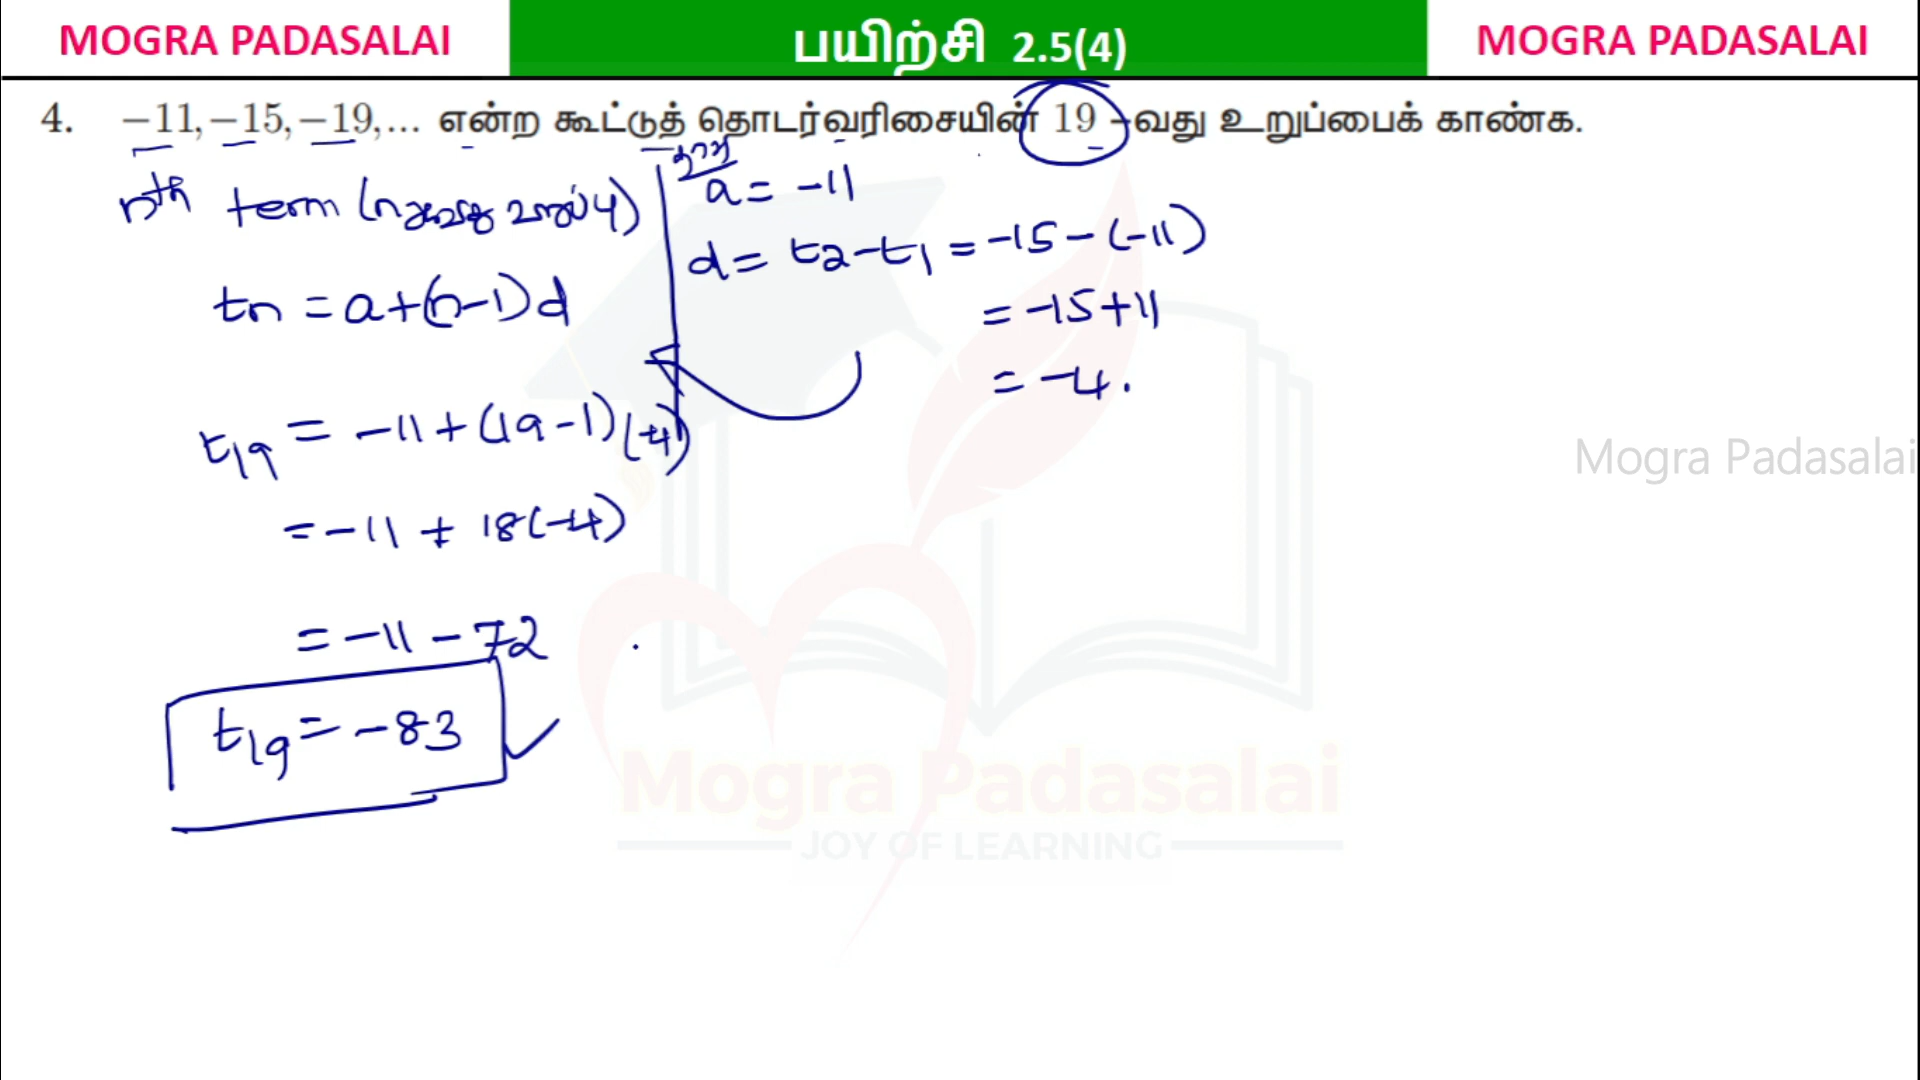 MOGRA PADASALAI
பயிற்சி 2.5(4)
MOGRA PADASALAI
4. −11, −15, −19, ... என்ற கூட்டுத் தொடர்வரிசையின் 19 −வது உறுப்பைக் காண்க.
nth term (n ஆவது உறுப்பு)
tn = a+(n-1)d
t19 = -11+(19-1)(-4)
= -11 + 18(-4)
= -11 - 72
t19 = -83
a = -11
d = t2-t1 = -15-(-11)
= -15+11
= -4.
Mogra Padasalai
Mogra Padasalai
JOY OF LEARNING